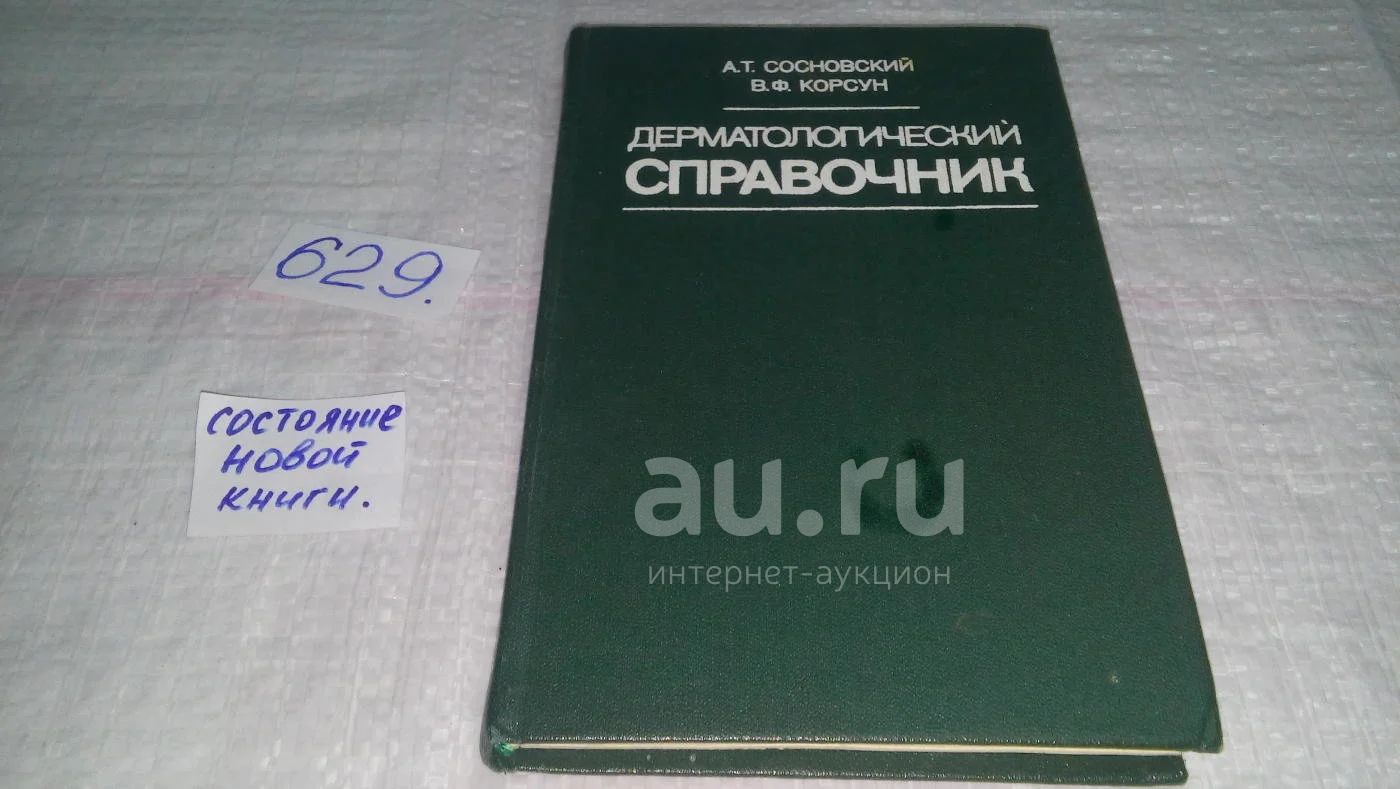 А.Т. СОСНОВСКИЙ
В.Ф. КОРСУН
ДЕРМАТОЛОГИЧЕСКИЙ
СПРАВОЧНИК
629.
СОСТОЯНИЕ
НОВОЙ
КНИГИ.
au.ru
интернет-аукцион